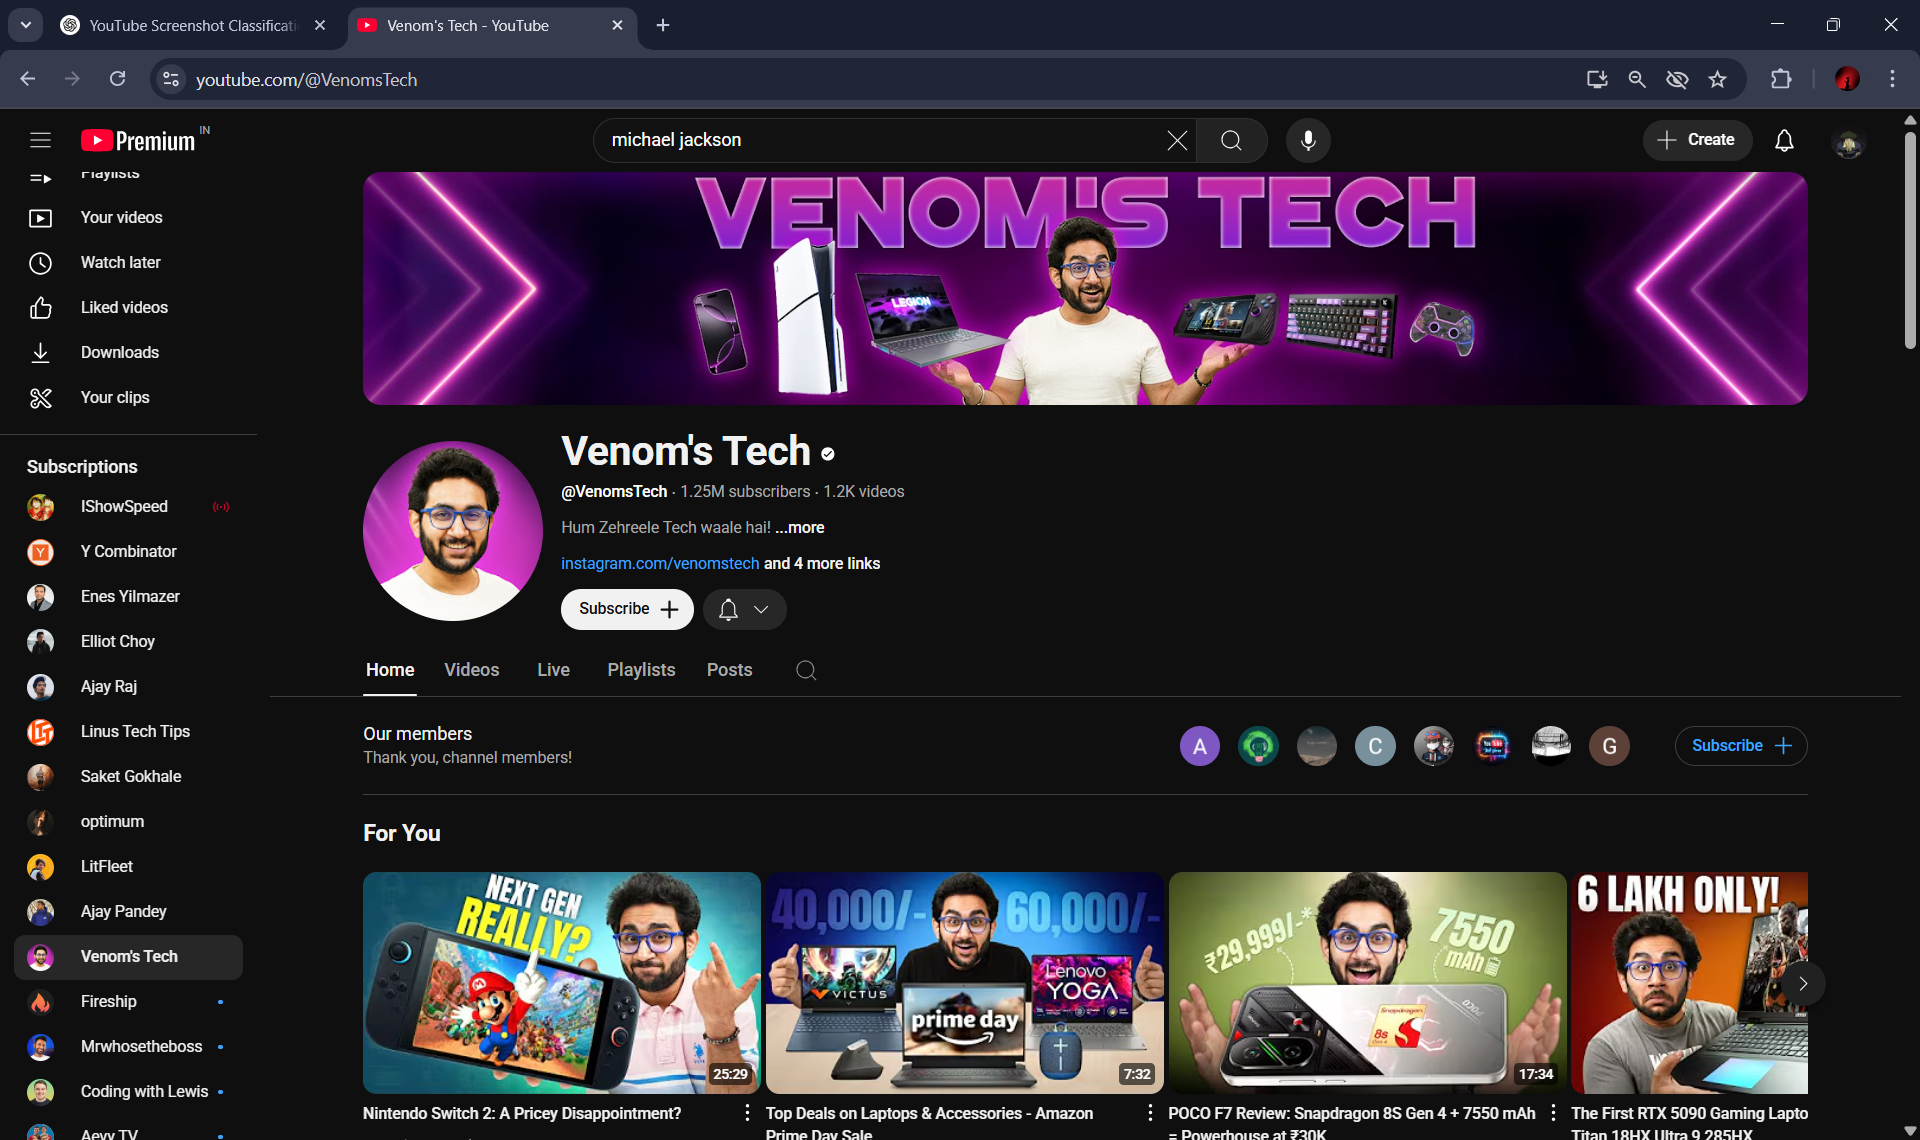 YouTube Screenshot Classificati
Venom's Tech - YouTube
youtube.com/@VenomsTech
Premium IN
michael jackson
Create
Playlists
Your videos
Watch later
Liked videos
Downloads
Your clips
Subscriptions
IShowSpeed
Y Combinator
Enes Yilmazer
Elliot Choy
Ajay Raj
Linus Tech Tips
Saket Gokhale
optimum
LitFleet
Ajay Pandey
Venom's Tech
Fireship
Mrwhosetheboss
Coding with Lewis
Aevy TV
VENOM'S TECH
LEGION
Venom's Tech
@VenomsTech · 1.25M subscribers · 1.2K videos
Hum Zehreele Tech waale hai! ...more
instagram.com/venomstech and 4 more links
Subscribe
Home Videos Live Playlists Posts
Our members
Thank you, channel members!
A
C
G
Subscribe
For You
NEXT GEN
REALLY?
25:29
Nintendo Switch 2: A Pricey Disappointment?
40,000/- 60,000/-
VICTUS
Lenovo
YOGA
prime day
7:32
Top Deals on Laptops & Accessories - Amazon
Prime Day Sale
₹29,999/-*
7550
mAh
Snapdragon
8s
POCO
17:34
POCO F7 Review: Snapdragon 8S Gen 4 + 7550 mAh
= Powerhouse at ₹30K
6 LAKH ONLY!
The First RTX 5090 Gaming Lapto
Titan 18HX Ultra 9 285HX